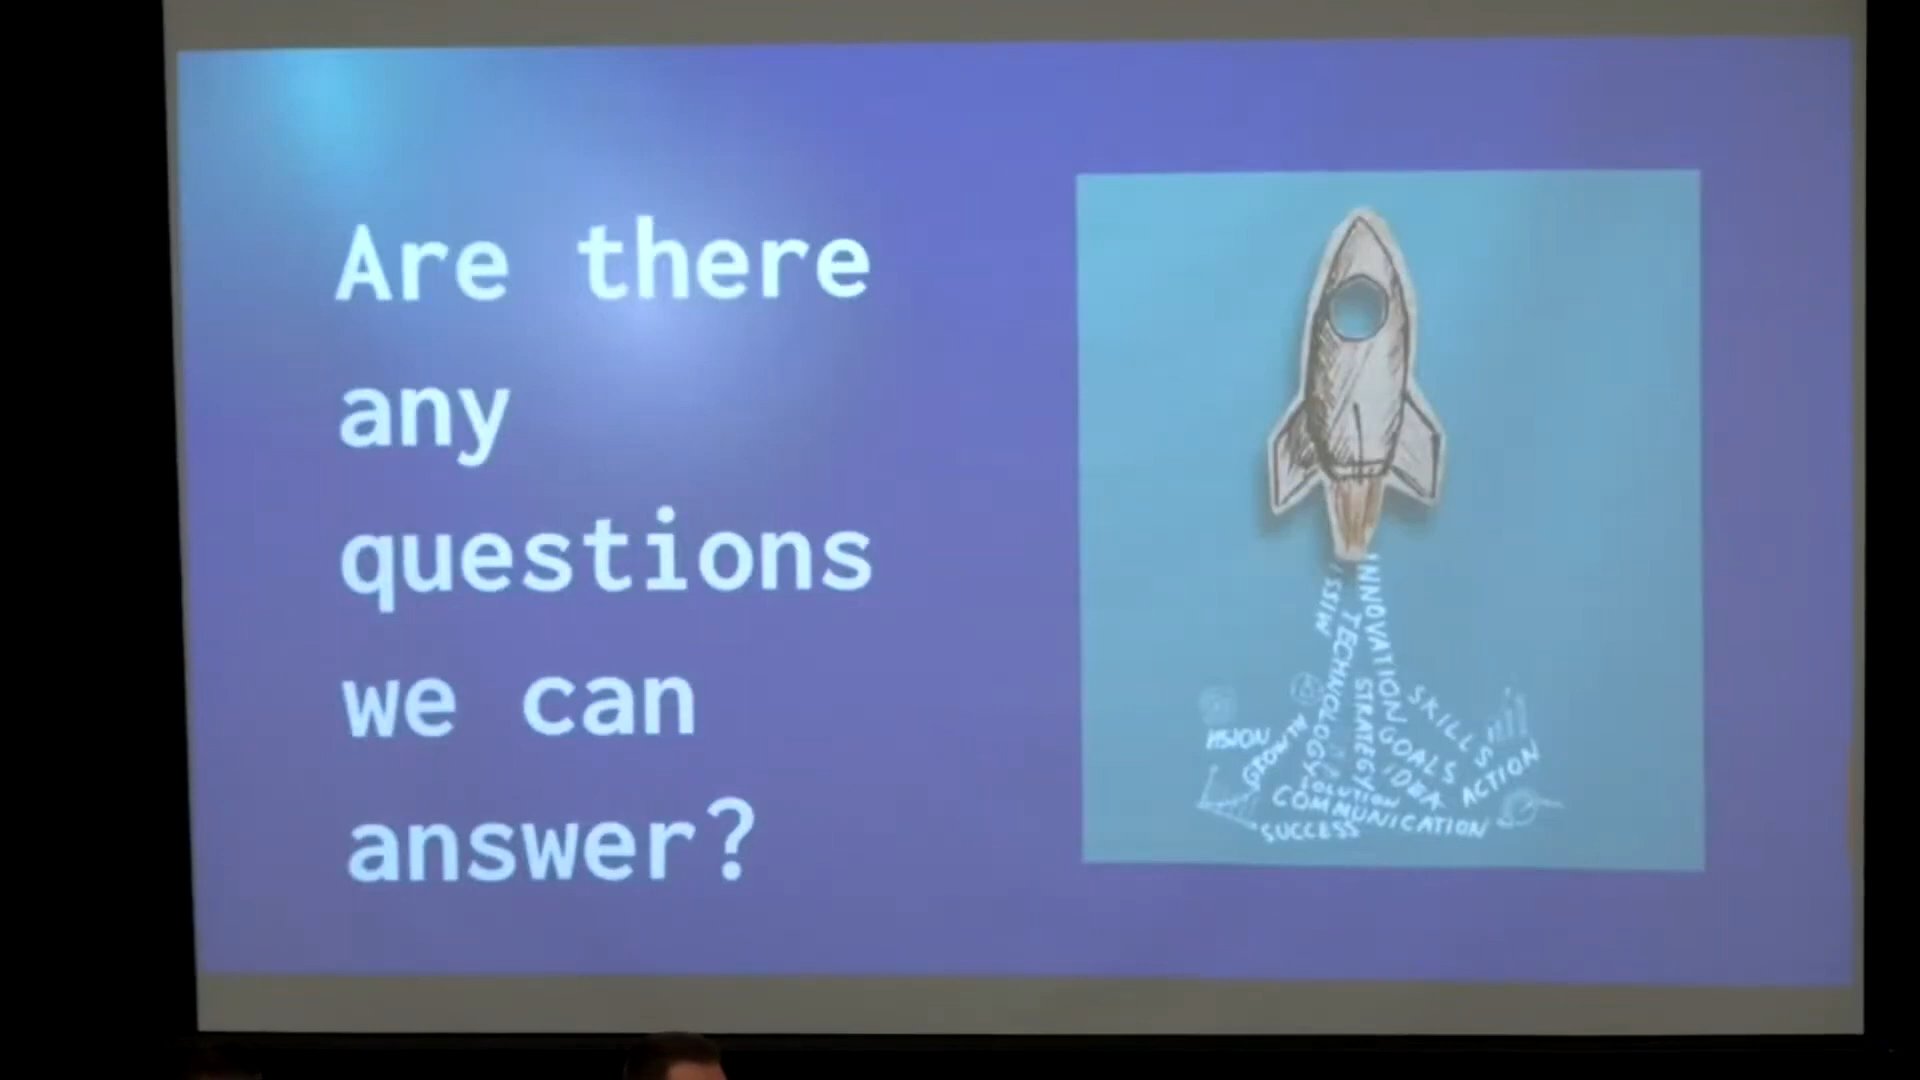 Are there
any
questions
we can
answer?
INNOVATION
TECHNOLOGY
STRATEGY
SKILLS
GOALS
VISION
GROWTH
IDEA
ACTION
SOLUTION
COMMUNICATION
SUCCESS